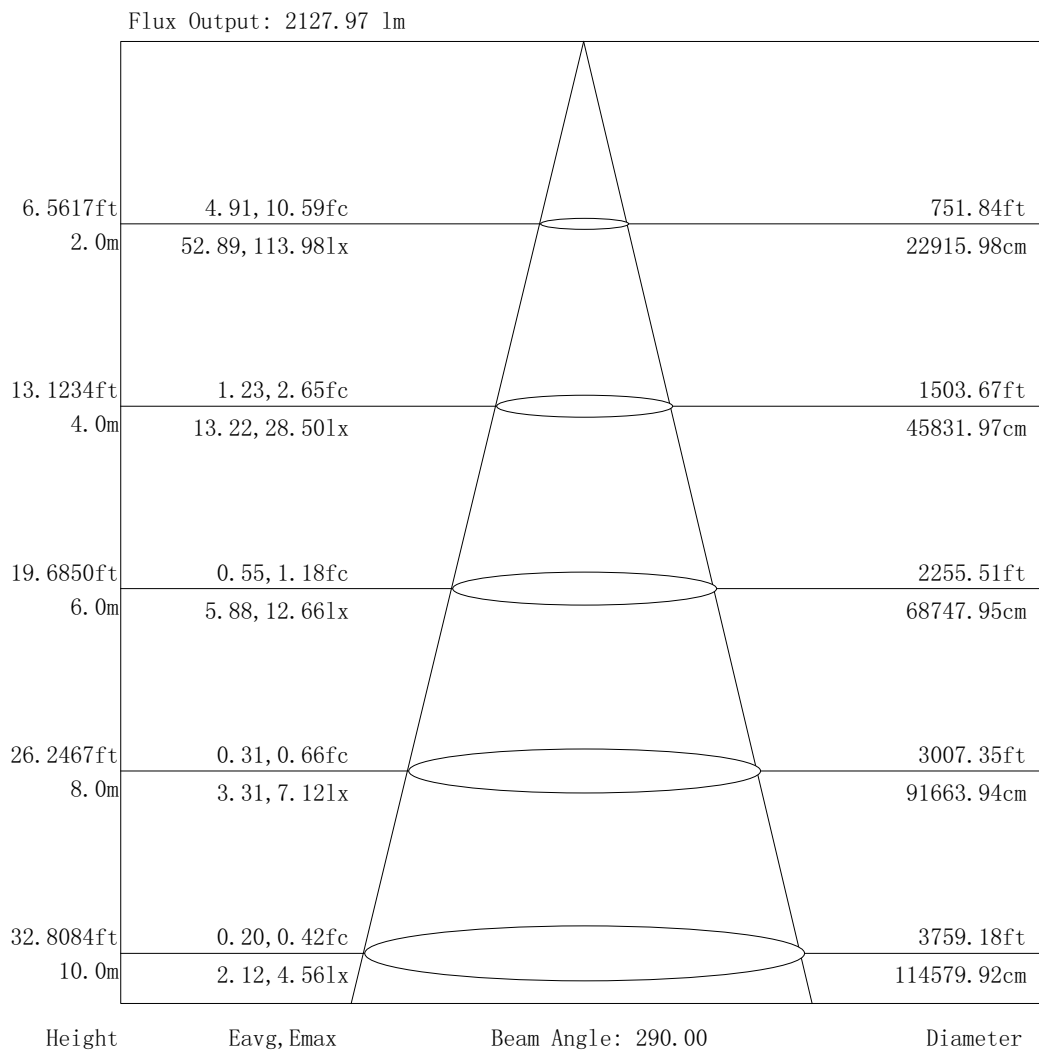 Flux Output: 2127.97 lm
6.5617ft 4.91,10.59fc 751.84ft
2.0m 52.89,113.98lx 22915.98cm
13.1234ft 1.23,2.65fc 1503.67ft
4.0m 13.22,28.50lx 45831.97cm
19.6850ft 0.55,1.18fc 2255.51ft
6.0m 5.88,12.66lx 68747.95cm
26.2467ft 0.31,0.66fc 3007.35ft
8.0m 3.31,7.12lx 91663.94cm
32.8084ft 0.20,0.42fc 3759.18ft
10.0m 2.12,4.56lx 114579.92cm
Height Eavg,Emax Beam Angle: 290.00 Diameter